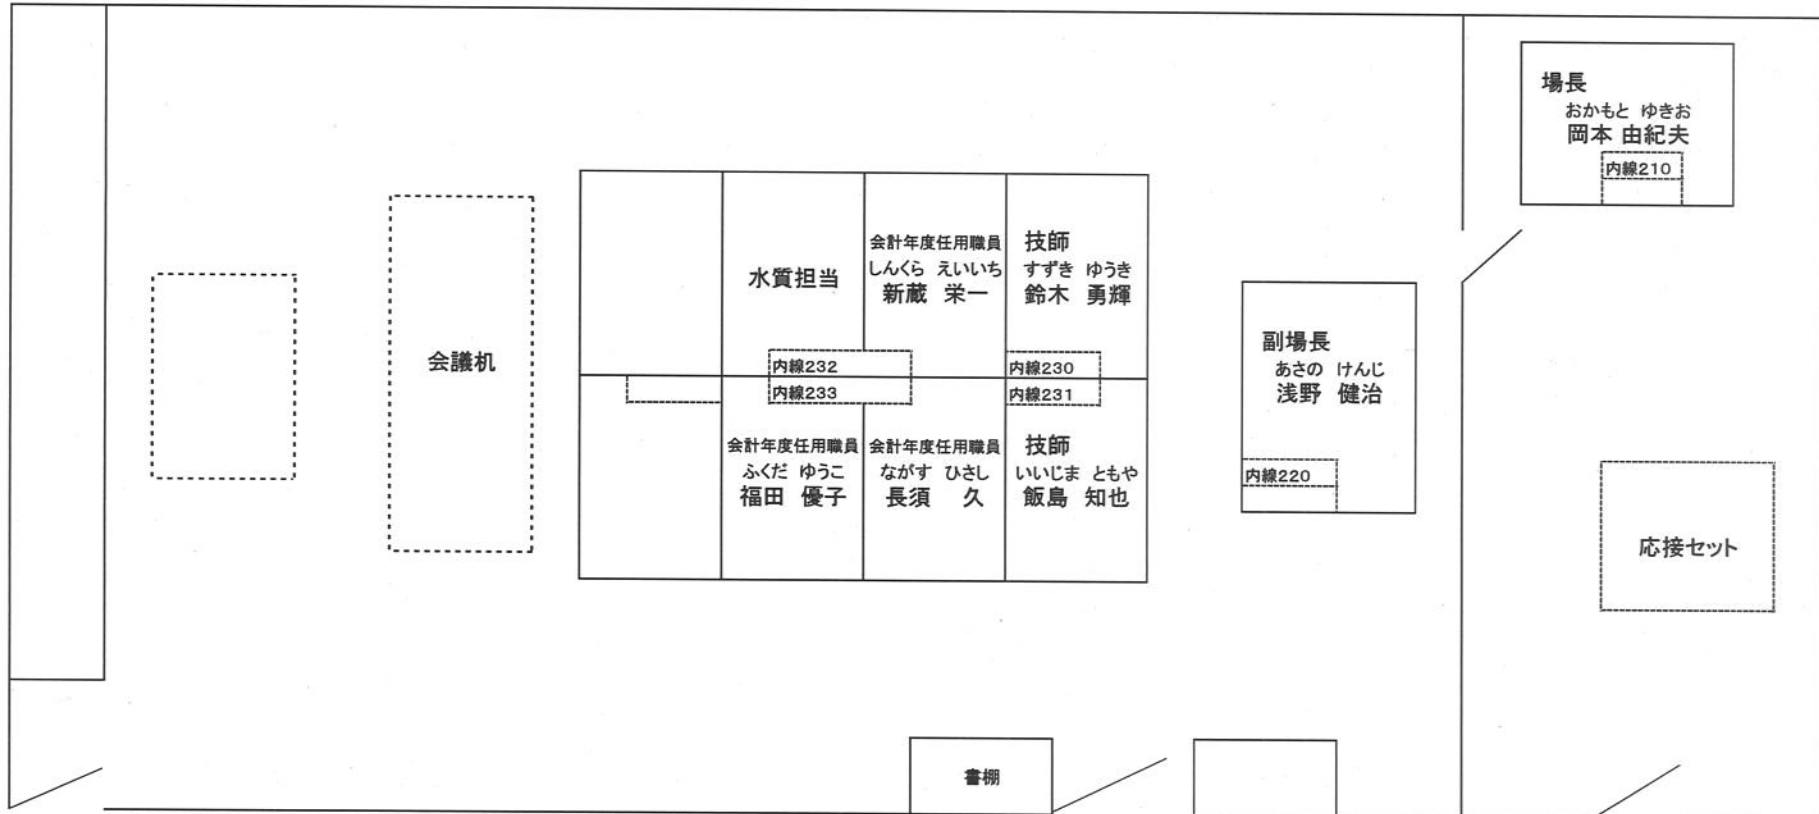 場長
おかもと ゆきお
岡本 由紀夫
内線210
会計年度任用職員
しんくら えいいち
新蔵 栄一
技師
すずき ゆうき
鈴木 勇輝
水質担当
内線232
内線230
内線233
内線231
会計年度任用職員
ふくだ ゆうこ
福田 優子
会計年度任用職員
ながす ひさし
長須 久
技師
いいじま ともや
飯島 知也
会議机
副場長
あさの けんじ
浅野 健治
内線220
応接セット
書棚